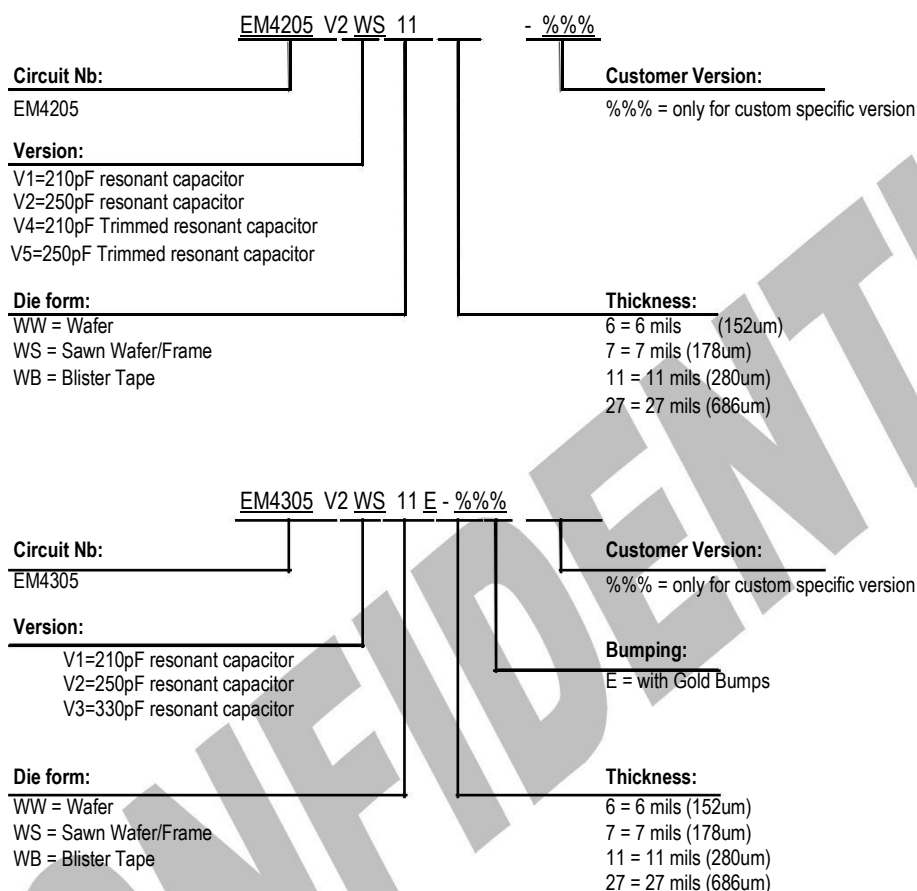 EM4205 V2 WS 11 - %%%
Circuit Nb:
EM4205
Customer Version:
%%% = only for custom specific version
Version:
V1=210pF resonant capacitor
V2=250pF resonant capacitor
V4=210pF Trimmed resonant capacitor
V5=250pF Trimmed resonant capacitor
Die form:
WW = Wafer
WS = Sawn Wafer/Frame
WB = Blister Tape
Thickness:
6 = 6 mils (152um)
7 = 7 mils (178um)
11 = 11 mils (280um)
27 = 27 mils (686um)
EM4305 V2 WS 11 E - %%%
Circuit Nb:
EM4305
Customer Version:
%%% = only for custom specific version
Version:
V1=210pF resonant capacitor
V2=250pF resonant capacitor
V3=330pF resonant capacitor
Bumping:
E = with Gold Bumps
Die form:
WW = Wafer
WS = Sawn Wafer/Frame
WB = Blister Tape
Thickness:
6 = 6 mils (152um)
7 = 7 mils (178um)
11 = 11 mils (280um)
27 = 27 mils (686um)
CONFIDENTI